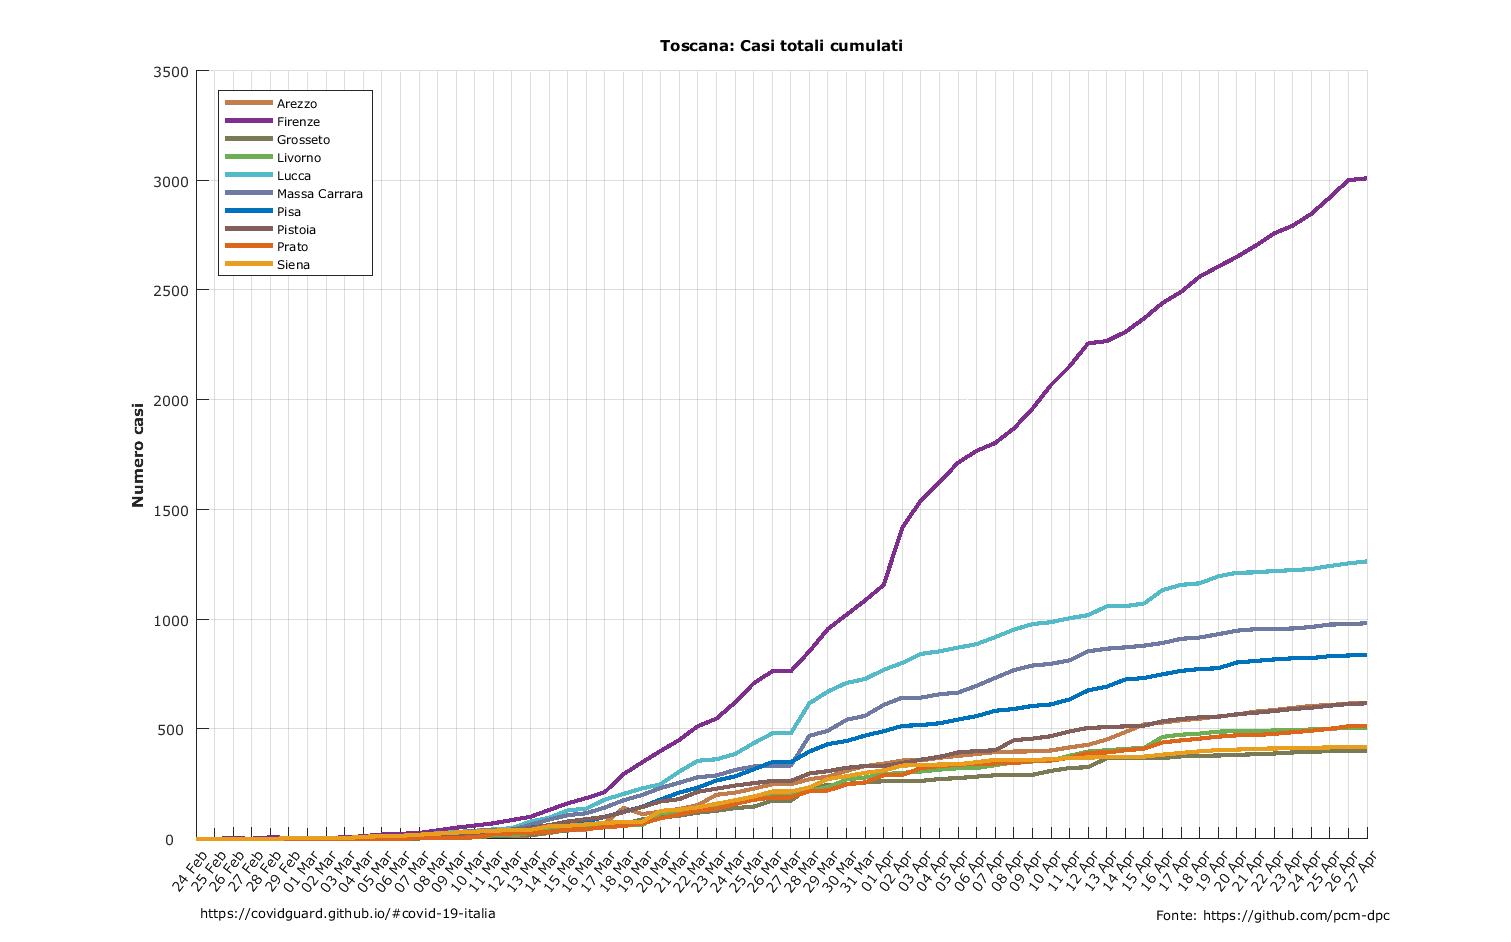 Toscana: Casi totali cumulati
3500
3000
2500
2000
1500
1000
500
0
Numero casi
Arezzo
Firenze
Grosseto
Livorno
Lucca
Massa Carrara
Pisa
Pistoia
Prato
Siena
24 Feb
25 Feb
26 Feb
27 Feb
28 Feb
29 Feb
01 Mar
02 Mar
03 Mar
04 Mar
05 Mar
06 Mar
07 Mar
08 Mar
09 Mar
10 Mar
11 Mar
12 Mar
13 Mar
14 Mar
15 Mar
16 Mar
17 Mar
18 Mar
19 Mar
20 Mar
21 Mar
22 Mar
23 Mar
24 Mar
25 Mar
26 Mar
27 Mar
28 Mar
29 Mar
30 Mar
31 Mar
01 Apr
02 Apr
03 Apr
04 Apr
05 Apr
06 Apr
07 Apr
08 Apr
09 Apr
10 Apr
11 Apr
12 Apr
13 Apr
14 Apr
15 Apr
16 Apr
17 Apr
18 Apr
19 Apr
20 Apr
21 Apr
22 Apr
23 Apr
24 Apr
25 Apr
26 Apr
27 Apr
https://covidguard.github.io/#covid-19-italia
Fonte: https://github.com/pcm-dpc